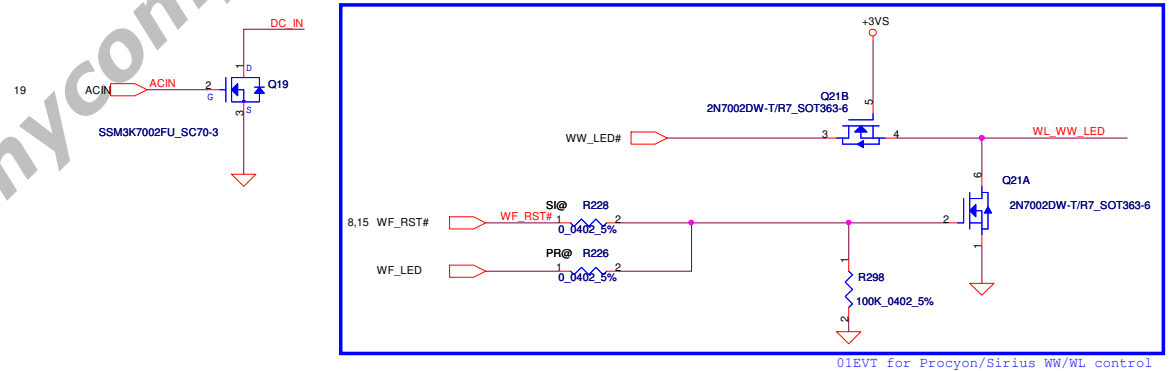 DC_IN
1
D
19
ACIN
ACIN
2
G
Q19
3
S
SSM3K7002FU_SC70-3
+3VS
Q21B
2N7002DW-T/R7_SOT363-6
5
WW_LED#
3
4
WL_WW_LED
6
Q21A
2N7002DW-T/R7_SOT363-6
2
1
8,15
WF_RST#
WF_RST#
SI@
R228
1
2
0_0402_5%
WF_LED
PR@
R226
1
2
0_0402_5%
1
R298
100K_0402_5%
2
01EVT for Procyon/Sirius WW/WL control
nycom